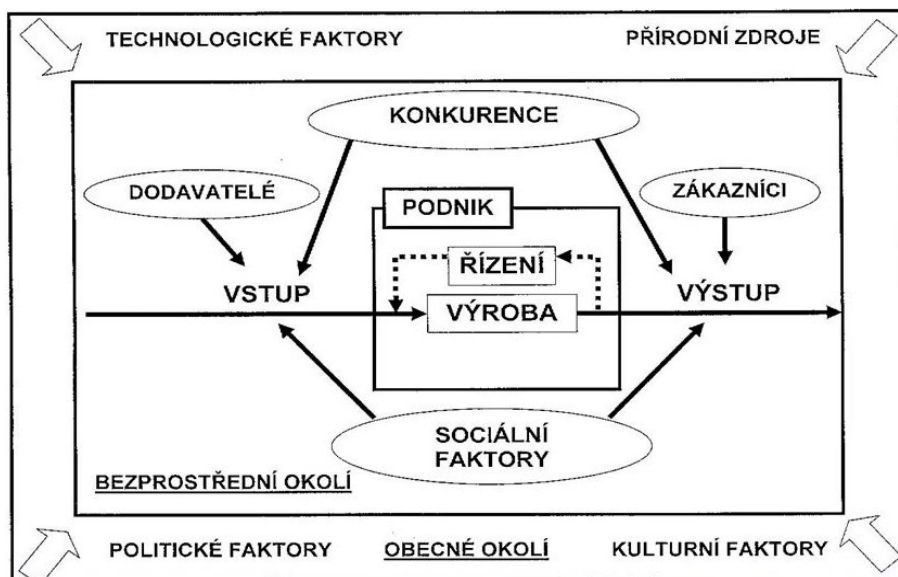 TECHNOLOGICKÉ FAKTORY
PŘÍRODNÍ ZDROJE
KONKURENCE
DODAVATELÉ
ZÁKAZNÍCI
PODNIK
ŘÍZENÍ
VSTUP
VÝSTUP
VÝROBA
SOCIÁLNÍ
FAKTORY
BEZPROSTŘEDNÍ OKOLÍ
POLITICKÉ FAKTORY
OBECNÉ OKOLÍ
KULTURNÍ FAKTORY